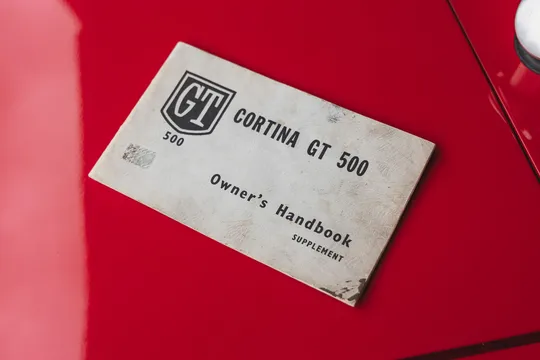 GT
500
CORTINA GT 500
Owner's Handbook
SUPPLEMENT